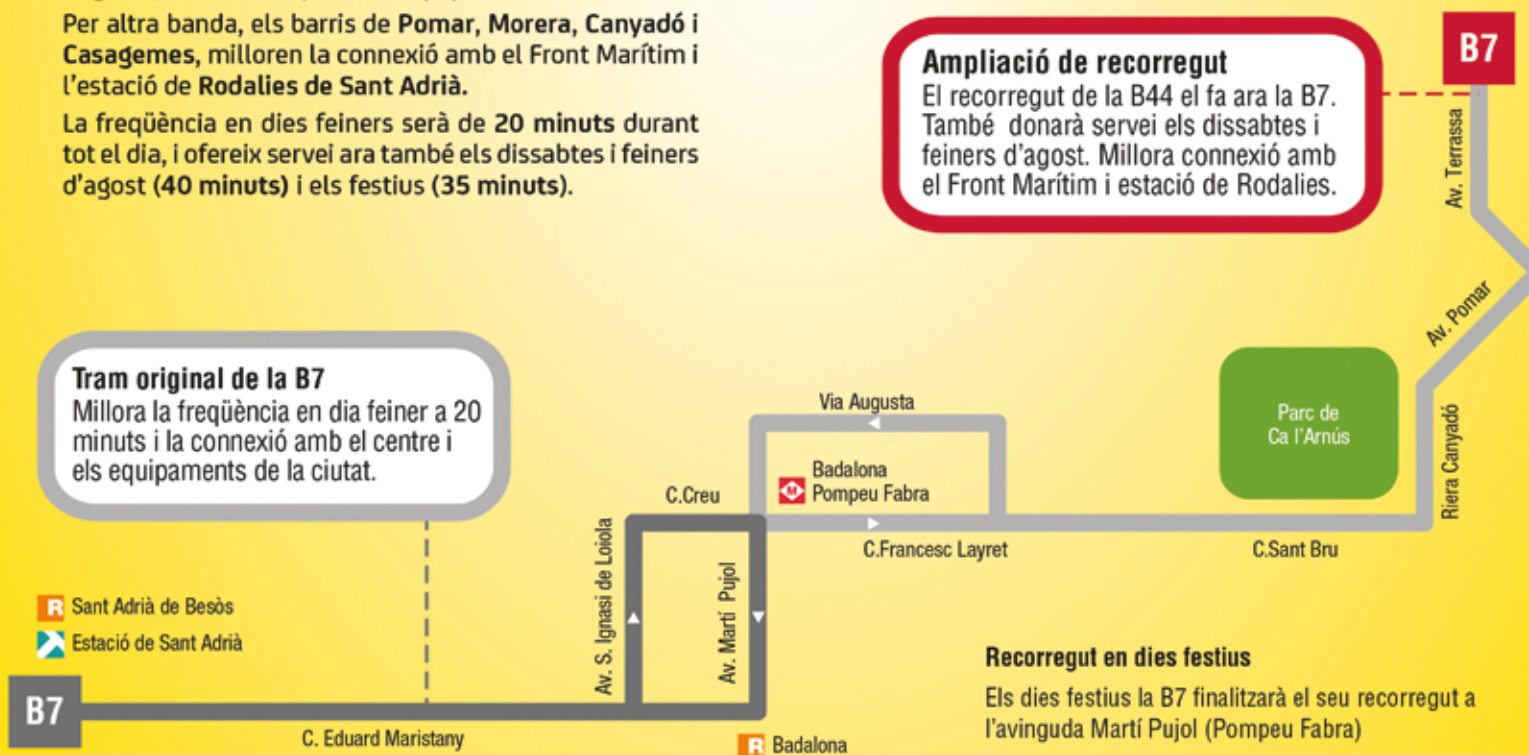 Per altra banda, els barris de Pomar, Morera, Canyadó i
Casagemes, milloren la connexió amb el Front Marítim i
l'estació de Rodalies de Sant Adrià.
La freqüència en dies feiners serà de 20 minuts durant
tot el dia, i ofereix servei ara també els dissabtes i feiners
d'agost (40 minuts) i els festius (35 minuts).
Ampliació de recorregut
El recorregut de la B44 el fa ara la B7.
També donarà servei els dissabtes i
feiners d'agost. Millora connexió amb
el Front Marítim i estació de Rodalies.
B7
Av. Terrassa
Av. Pomar
Tram original de la B7
Millora la freqüència en dia feiner a 20
minuts i la connexió amb el centre i
els equipaments de la ciutat.
Via Augusta
Parc de
Ca l'Arnús
Riera Canyadó
M
Badalona
Pompeu Fabra
C.Creu
C.Francesc Layret
C.Sant Bru
Av. S. Ignasi de Loiola
Av. Martí Pujol
R Sant Adrià de Besòs
Estació de Sant Adrià
B7
C. Eduard Maristany
R Badalona
Recorregut en dies festius
Els dies festius la B7 finalitzarà el seu recorregut a
l'avinguda Martí Pujol (Pompeu Fabra)